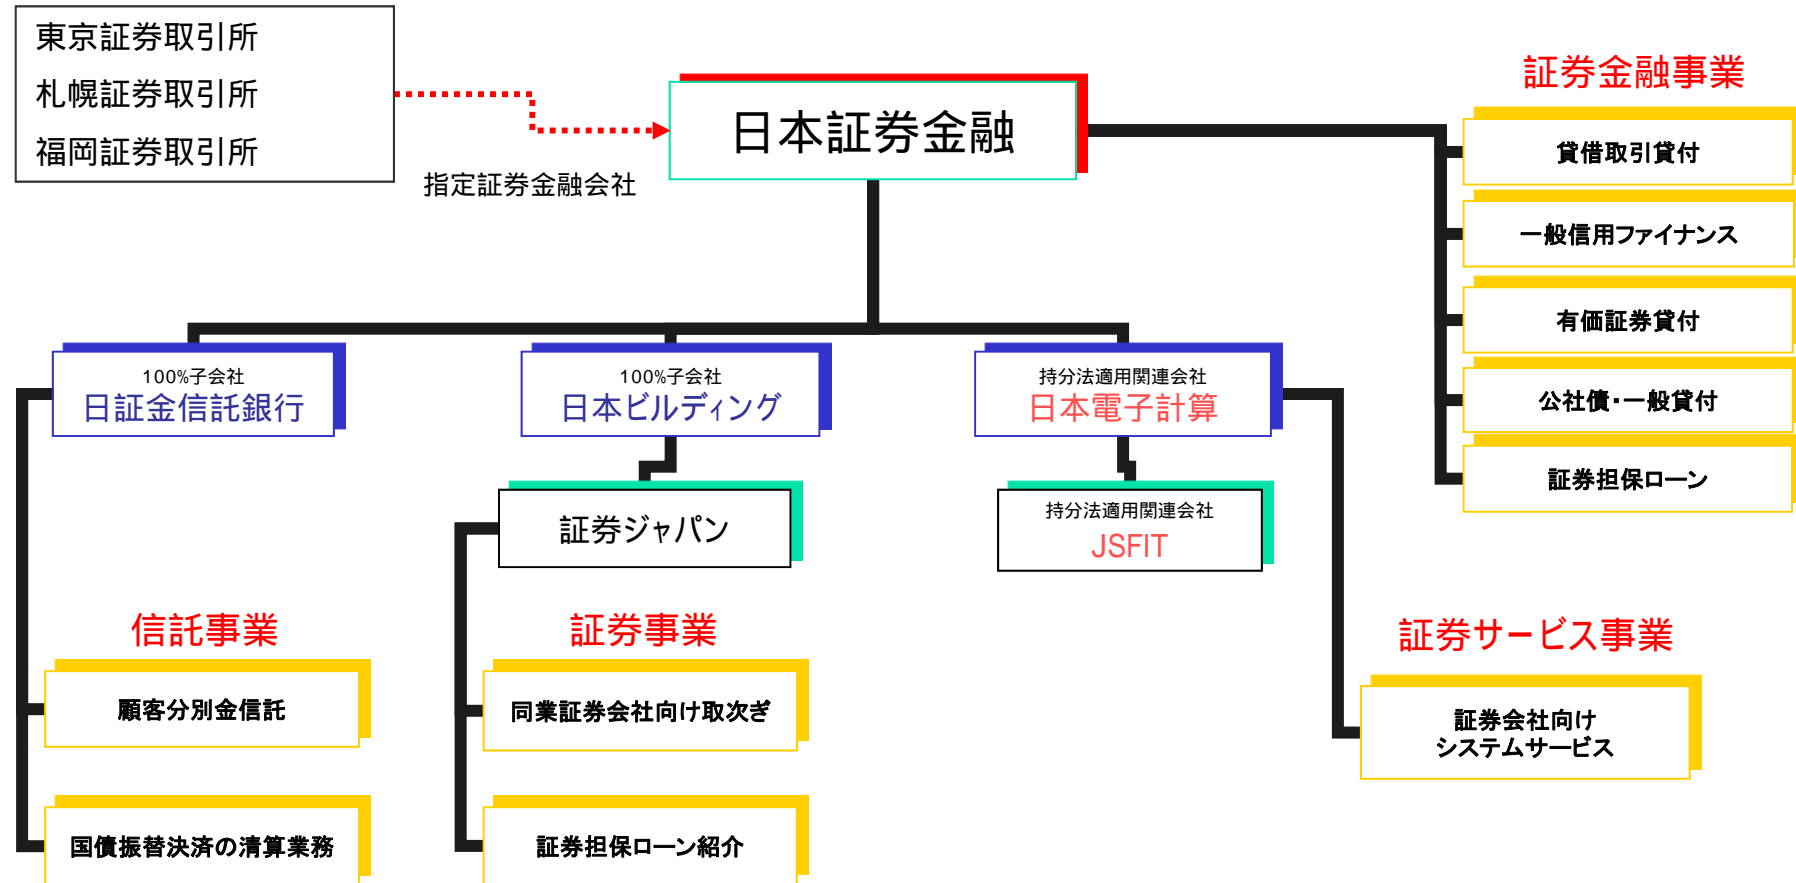 東京証券取引所
札幌証券取引所
福岡証券取引所
指定証券金融会社
日本証券金融
証券金融事業
貸借取引貸付
一般信用ファイナンス
有価証券貸付
公社債・一般貸付
証券担保ローン
100%子会社
日証金信託銀行
100%子会社
日本ビルディング
持分法適用関連会社
日本電子計算
証券ジャパン
持分法適用関連会社
JSFIT
信託事業
顧客分別金信託
国債振替決済の清算業務
証券事業
同業証券会社向け取次ぎ
証券担保ローン紹介
証券サービス事業
証券会社向け
システムサービス